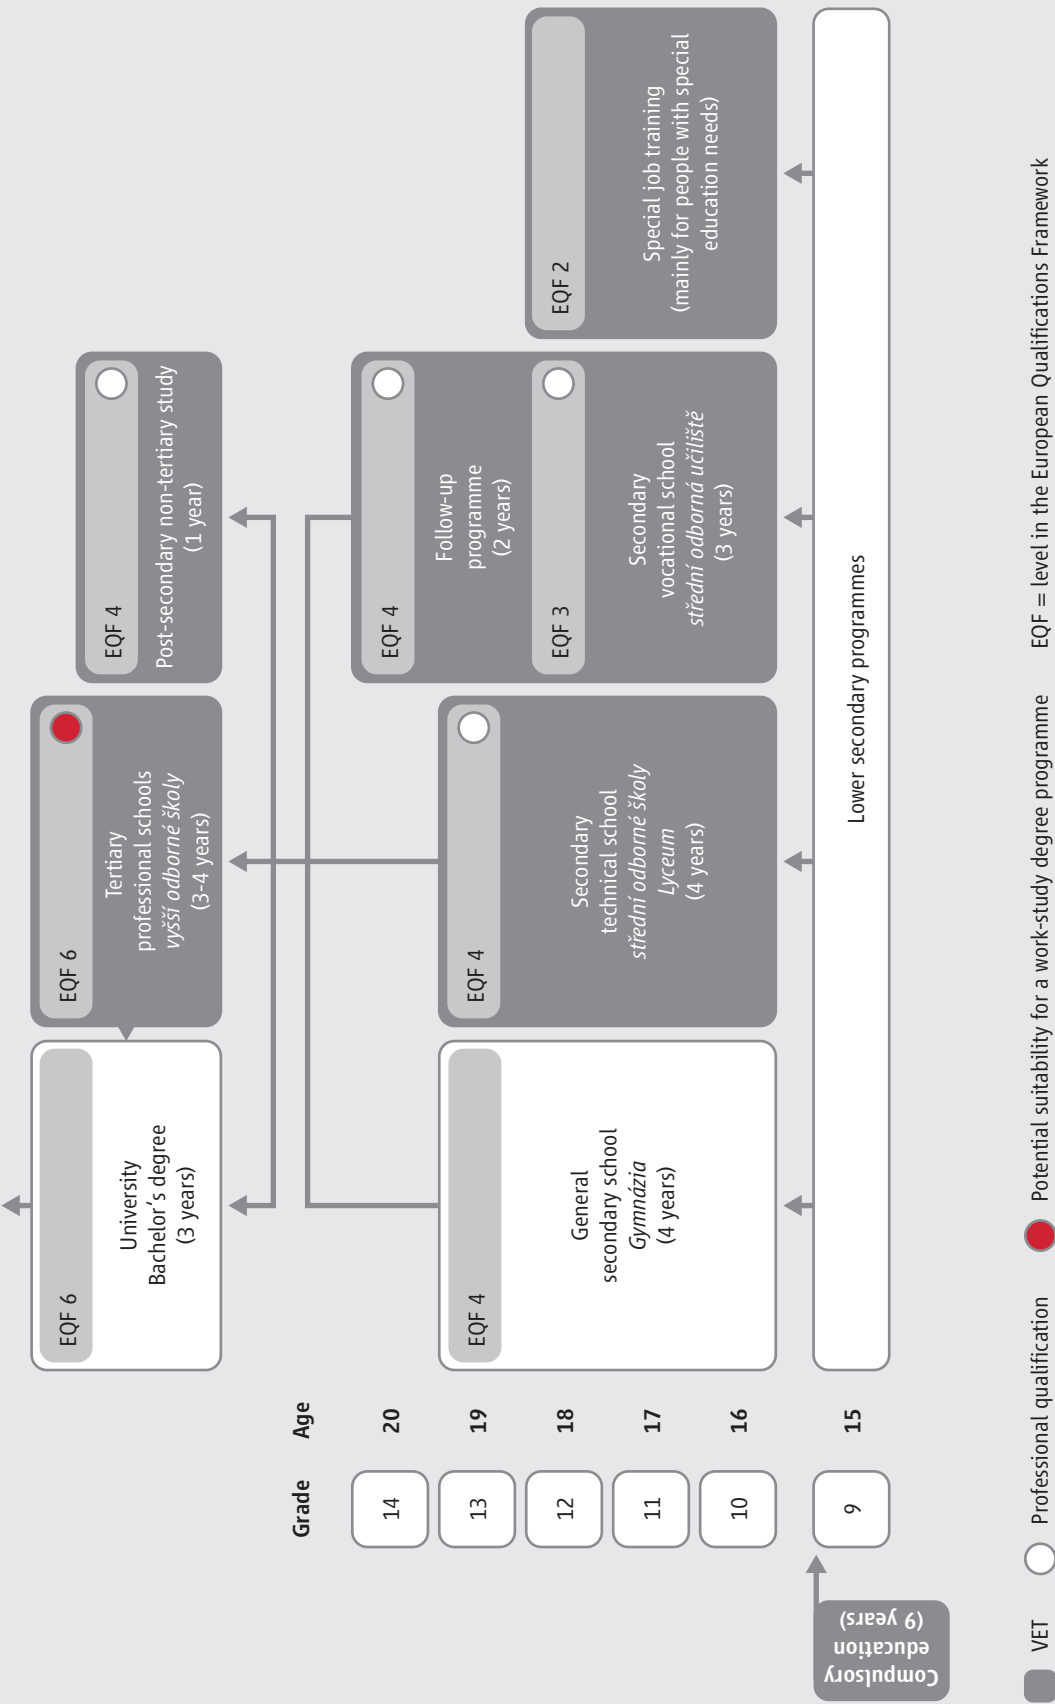 EQF 6
University
Bachelor´s degree
(3 years)
EQF 6
Tertiary
professional schools
vyšší odborné školy
(3-4 years)
EQF 4
Post-secondary non-tertiary study
(1 year)
Grade
Age
14
20
13
19
12
18
11
17
10
16
9
15
EQF 4
General
secondary school
Gymnázia
(4 years)
EQF 4
Secondary
technical school
střední odborné školy
Lyceum
(4 years)
EQF 4
Follow-up
programme
(2 years)
EQF 3
Secondary
vocational school
střední odborná učiliště
(3 years)
EQF 2
Special job training
(mainly for people with special
education needs)
Lower secondary programmes
Compulsory
education
(9 years)
VET
Professional qualification
Potential suitability for a work-study degree programme
EQF = level in the European Qualifications Framework